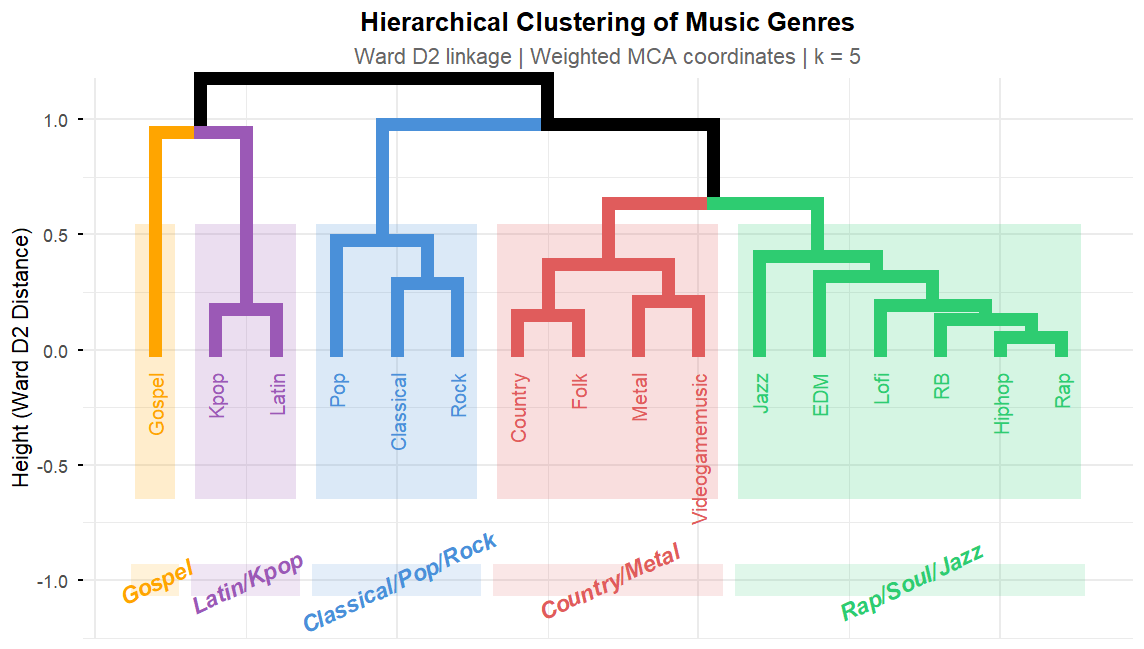 Hierarchical Clustering of Music Genres
Ward D2 linkage | Weighted MCA coordinates | k = 5
Height (Ward D2 Distance)
1.0
0.5
0.0
-0.5
-1.0
Gospel
Kpop
Latin
Pop
Classical
Rock
Country
Folk
Metal
Videogamemusic
Jazz
EDM
Lofi
RB
Hiphop
Rap
Gospel
Latin/Kpop
Classical/Pop/Rock
Country/Metal
Rap/Soul/Jazz